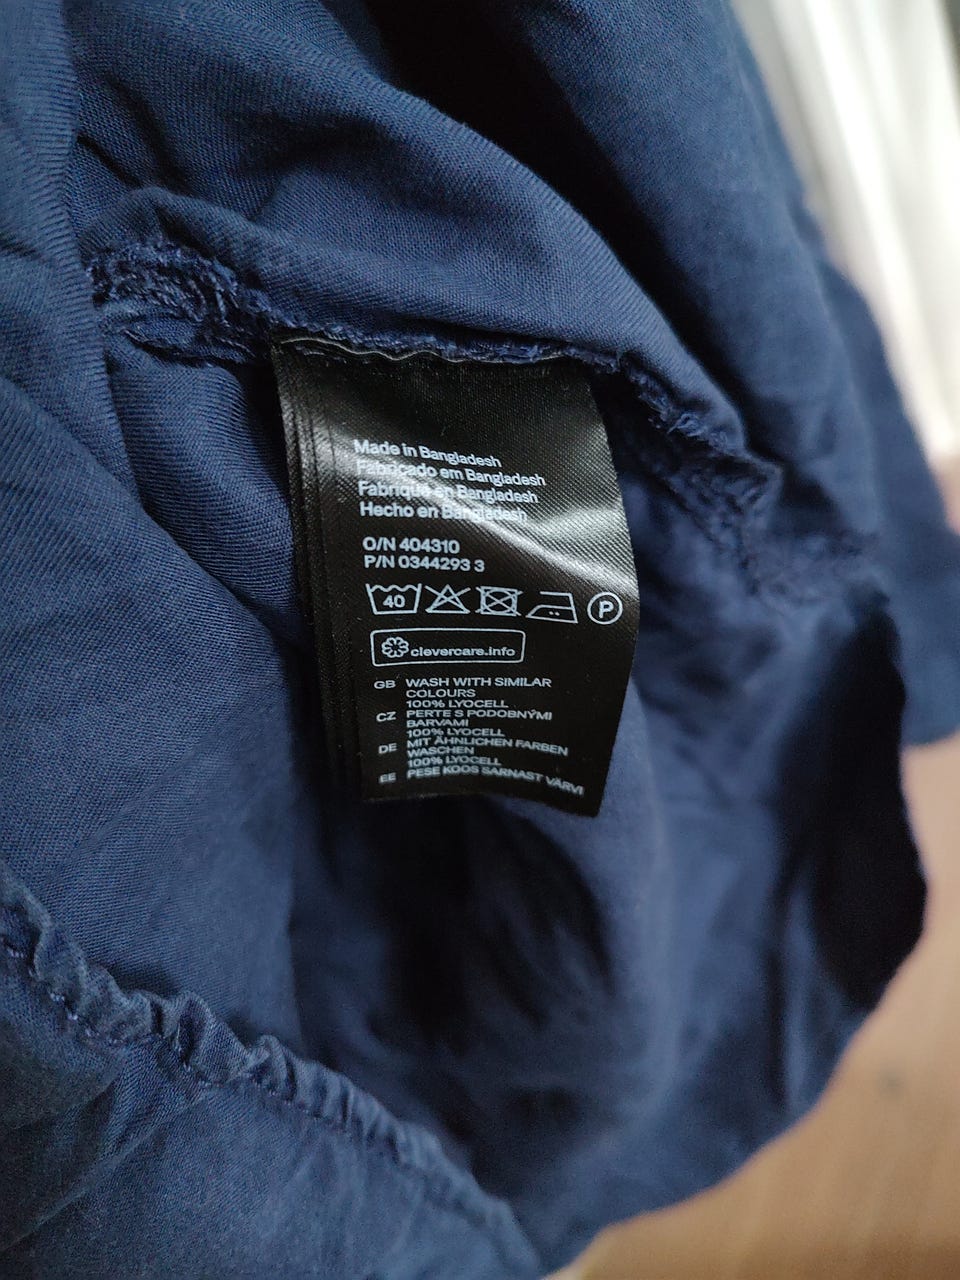 Made in Bangladesh
Fabricado em Bangladesh
Fabriqué en Bangladesh
Hecho en Bangladesh
O/N 404310
P/N 0344293 3
40 P
clevercare.info
GB WASH WITH SIMILAR
COLOURS
100% LYOCELL
CZ PERTE S PODOBNÝMI
BARVAMI
100% LYOCELL
DE MIT ÄHNLICHEN FARBEN
WASCHEN
100% LYOCELL
EE PESE KOOS SARNAST VÄRVI